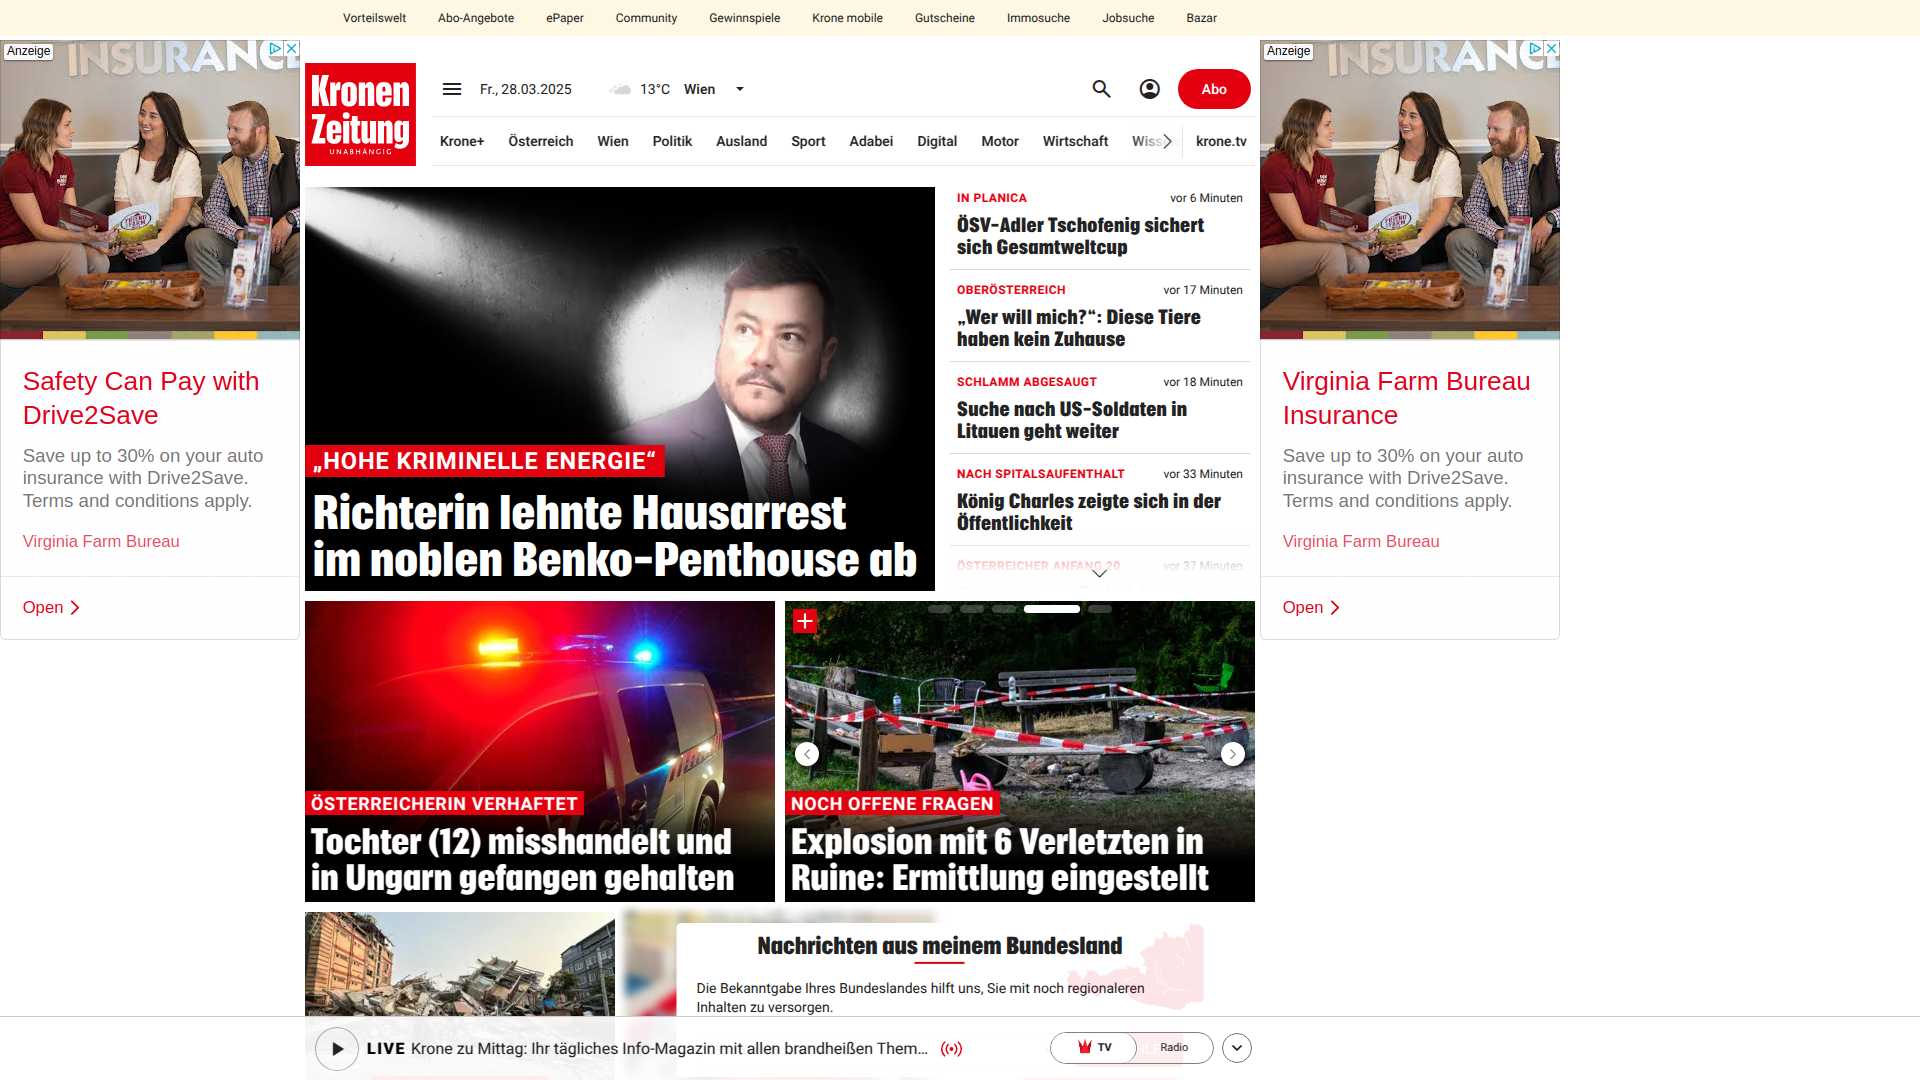 Vorteilswelt Abo-Angebote ePaper Community Gewinnspiele Krone mobile Gutscheine Immosuche Jobsuche Bazar
Anzeige
INSURANCE
Safety Can Pay with
Drive2Save
Save up to 30% on your auto
insurance with Drive2Save.
Terms and conditions apply.
Virginia Farm Bureau
Open
Kronen
Zeitung
UNABHÄNGIG
Fr., 28.03.2025 13°C Wien
Abo
Krone+ Österreich Wien Politik Ausland Sport Adabei Digital Motor Wirtschaft Wiss krone.tv
„HOHE KRIMINELLE ENERGIE“
Richterin lehnte Hausarrest
im noblen Benko-Penthouse ab
IN PLANICA vor 6 Minuten
ÖSV-Adler Tschofenig sichert
sich Gesamtweltcup
OBERÖSTERREICH vor 17 Minuten
„Wer will mich?“: Diese Tiere
haben kein Zuhause
SCHLAMM ABGESAUGT vor 18 Minuten
Suche nach US-Soldaten in
Litauen geht weiter
NACH SPITALSAUFENTHALT vor 33 Minuten
König Charles zeigte sich in der
Öffentlichkeit
ÖSTERREICHER ANFANG 20 vor 37 Minuten
ÖSTERREICHERIN VERHAFTET
Tochter (12) misshandelt und
in Ungarn gefangen gehalten
NOCH OFFENE FRAGEN
Explosion mit 6 Verletzten in
Ruine: Ermittlung eingestellt
Nachrichten aus meinem Bundesland
Die Bekanntgabe Ihres Bundeslandes hilft uns, Sie mit noch regionaleren
Inhalten zu versorgen.
LIVE Krone zu Mittag: Ihr tägliches Info-Magazin mit allen brandheißen Them...
TV Radio
Anzeige
INSURANCE
Virginia Farm Bureau
Insurance
Save up to 30% on your auto
insurance with Drive2Save.
Terms and conditions apply.
Virginia Farm Bureau
Open